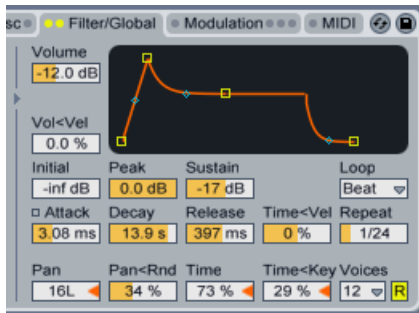 sc Filter/Global Modulation MIDI
Volume
-12.0 dB
Vol<Vel
0.0 %
Initial Peak Sustain Loop
-inf dB 0.0 dB -17 dB Beat
Attack Decay Release Time<Vel Repeat
3.08 ms 13.9 s 397 ms 0 % 1/24
Pan Pan<Rnd Time Time<Key Voices
16L 34 % 73 % 29 % 12 R